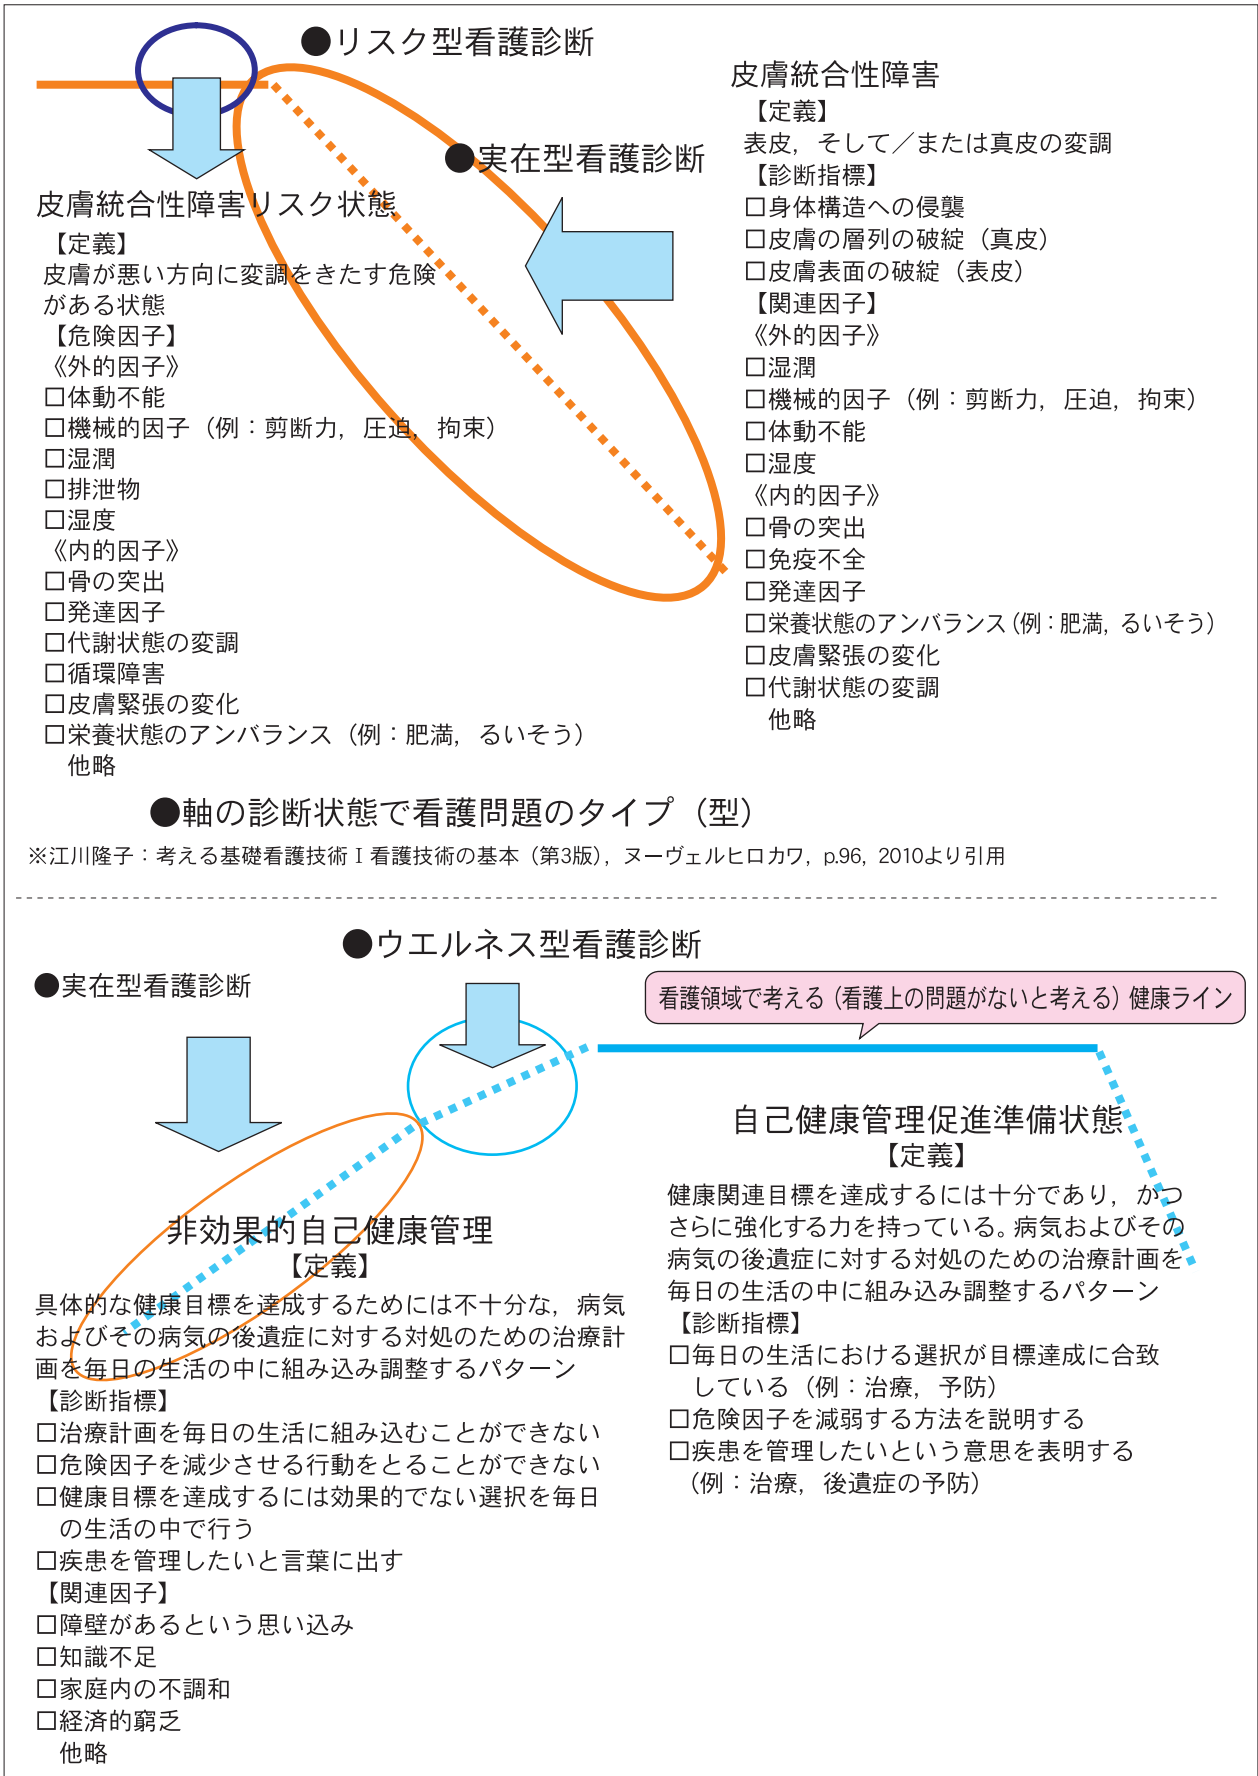 ●リスク型看護診断
●実在型看護診断
皮膚統合性障害リスク状態
【定義】
皮膚が悪い方向に変調をきたす危険
がある状態
【危険因子】
《外的因子》
□体動不能
□機械的因子（例：剪断力，圧迫，拘束）
□湿潤
□排泄物
□湿度
《内的因子》
□骨の突出
□発達因子
□代謝状態の変調
□循環障害
□皮膚緊張の変化
□栄養状態のアンバランス（例：肥満，るいそう）
他略
皮膚統合性障害
【定義】
表皮，そして／または真皮の変調
【診断指標】
□身体構造への侵襲
□皮膚の層列の破綻（真皮）
□皮膚表面の破綻（表皮）
【関連因子】
《外的因子》
□湿潤
□機械的因子（例：剪断力，圧迫，拘束）
□体動不能
□湿度
《内的因子》
□骨の突出
□免疫不全
□発達因子
□栄養状態のアンバランス（例：肥満，るいそう）
□皮膚緊張の変化
□代謝状態の変調
他略
●軸の診断状態で看護問題のタイプ（型）
※江川隆子：考える基礎看護技術Ⅰ看護技術の基本（第3版），ヌーヴェルヒロカワ，p.96，2010より引用
●ウエルネス型看護診断
●実在型看護診断
看護領域で考える（看護上の問題がないと考える）健康ライン
非効果的自己健康管理
【定義】
具体的な健康目標を達成するためには不十分な，病気
およびその病気の後遺症に対する対処のための治療計
画を毎日の生活の中に組み込み調整するパターン
【診断指標】
□治療計画を毎日の生活に組み込むことができない
□危険因子を減少させる行動をとることができない
□健康目標を達成するには効果的でない選択を毎日
の生活の中で行う
□疾患を管理したいと言葉に出す
【関連因子】
□障壁があるという思い込み
□知識不足
□家庭内の不調和
□経済的窮乏
他略
自己健康管理促進準備状態
【定義】
健康関連目標を達成するには十分であり，かつ
さらに強化する力を持っている。病気およびその
病気の後遺症に対する対処のための治療計画を
毎日の生活の中に組み込み調整するパターン
【診断指標】
□毎日の生活における選択が目標達成に合致
している（例：治療，予防）
□危険因子を減弱する方法を説明する
□疾患を管理したいという意思を表明する
（例：治療，後遺症の予防）